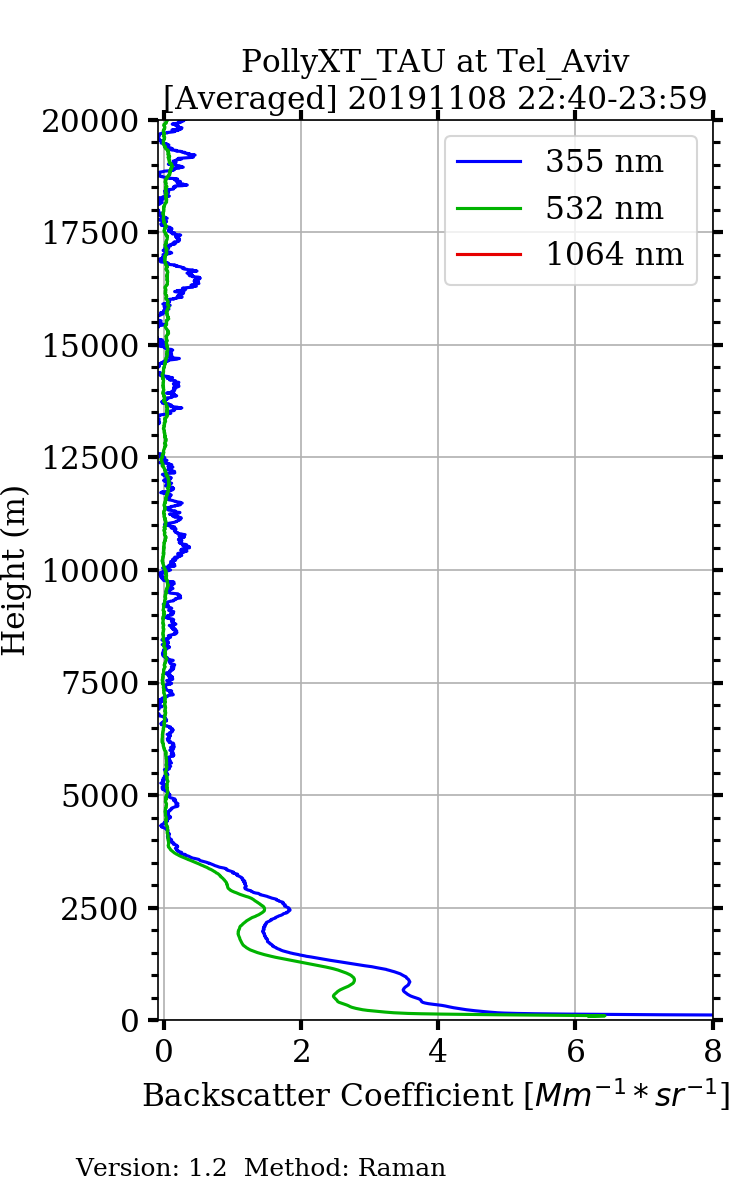 PollyXT_TAU at Tel_Aviv
[Averaged] 20191108 22:40-23:59
355 nm
532 nm
1064 nm
Height (m)
20000
17500
15000
12500
10000
7500
5000
2500
0
0 2 4 6 8
Backscatter Coefficient [Mm⁻¹ * sr⁻¹]
Version: 1.2 Method: Raman